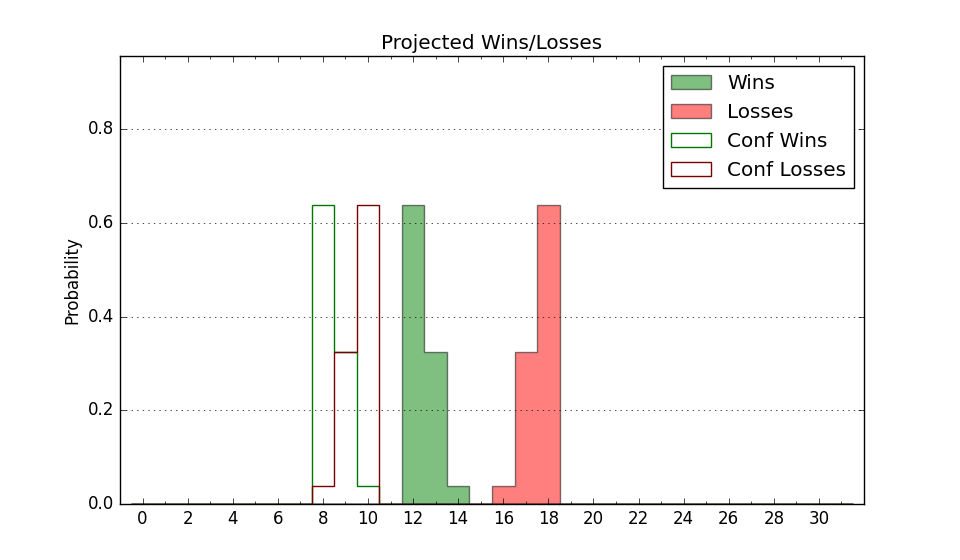 Projected Wins/Losses
Wins
Losses
Conf Wins
Conf Losses
Probability
0.8
0.6
0.4
0.2
0.0
0 2 4 6 8 10 12 14 16 18 20 22 24 26 28 30